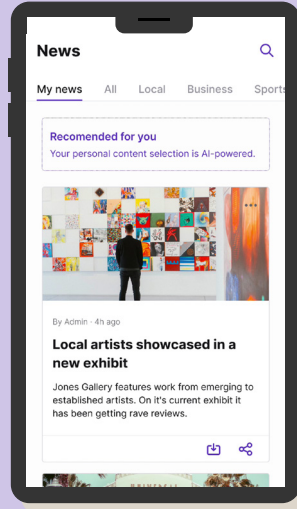 News
My news All Local Business Sports
Recomended for you
Your personal content selection is AI-powered.
By Admin · 4h ago
Local artists showcased in a
new exhibit
Jones Gallery features work from emerging to
established artists. On it's current exhibit it
has been getting rave reviews.